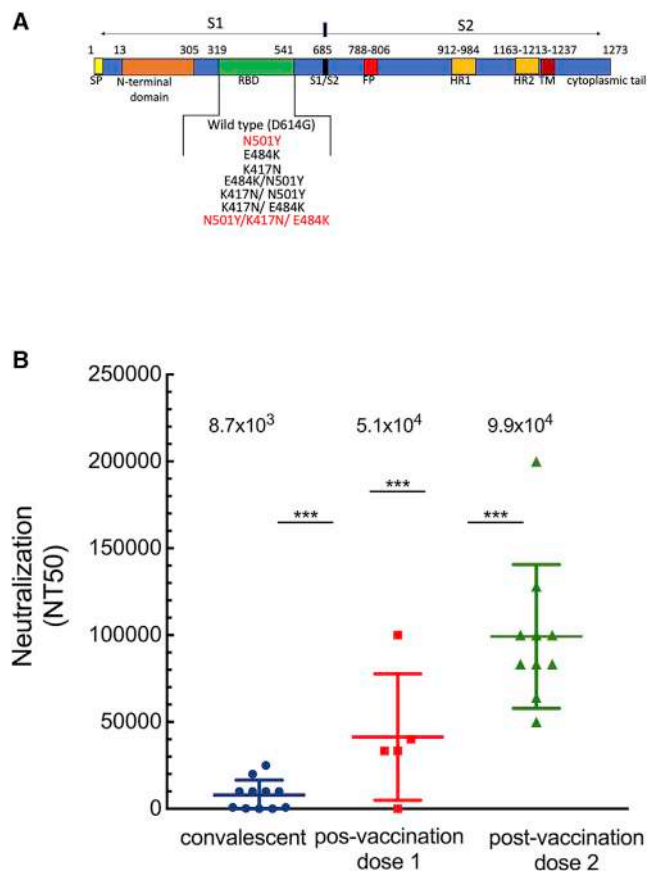 A
S1 S2
1 13 305 319 541 685 788-806 912-984 1163-1213-1237 1273
SP N-terminal domain RBD S1/S2 FP HR1 HR2 TM cytoplasmic tail
Wild type (D614G)
N501Y
E484K
K417N
E484K/N501Y
K417N/ N501Y
K417N/ E484K
N501Y/K417N/ E484K
B
250000
200000
150000
100000
50000
0
Neutralization
(NT50)
8.7x10³ 5.1x10⁴ 9.9x10⁴
*** *** ***
convalescent pos-vaccination post-vaccination
dose 1 dose 2